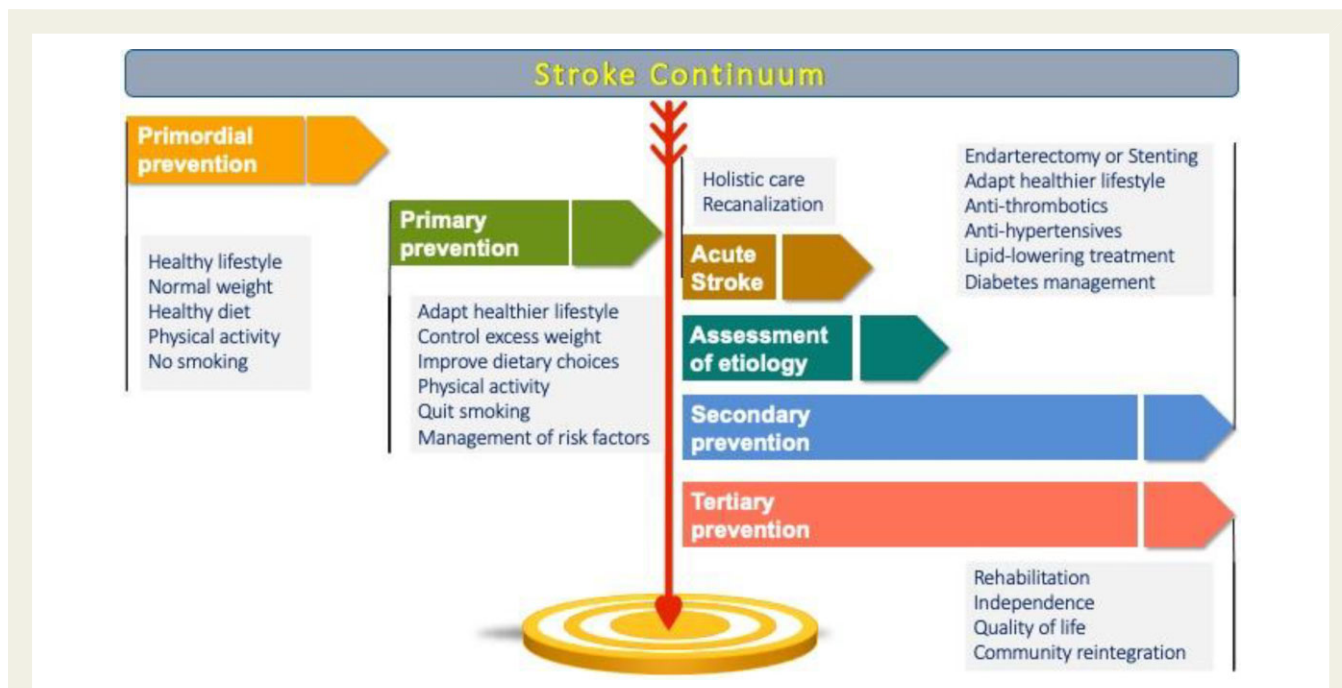 Stroke Continuum
Primordial
prevention
Healthy lifestyle
Normal weight
Healthy diet
Physical activity
No smoking
Primary
prevention
Adapt healthier lifestyle
Control excess weight
Improve dietary choices
Physical activity
Quit smoking
Management of risk factors
Holistic care
Recanalization
Acute
Stroke
Assessment
of etiology
Endarterectomy or Stenting
Adapt healthier lifestyle
Anti-thrombotics
Anti-hypertensives
Lipid-lowering treatment
Diabetes management
Secondary
prevention
Tertiary
prevention
Rehabilitation
Independence
Quality of life
Community reintegration